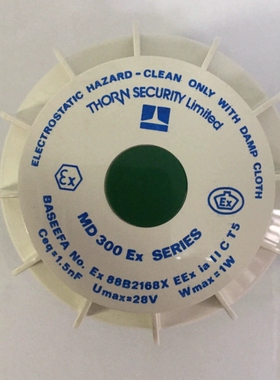 ELECTROSTATIC HAZARD - CLEAN ONLY WITH DAMP CLOTH
THORN SECURITY Limited
Ex
Ex
MD 300 Ex SERIES
BASEEFA No. Ex 88B2168X EEx ia IIC T5
Ceq=1.5nF Umax=28V Wmax=1W